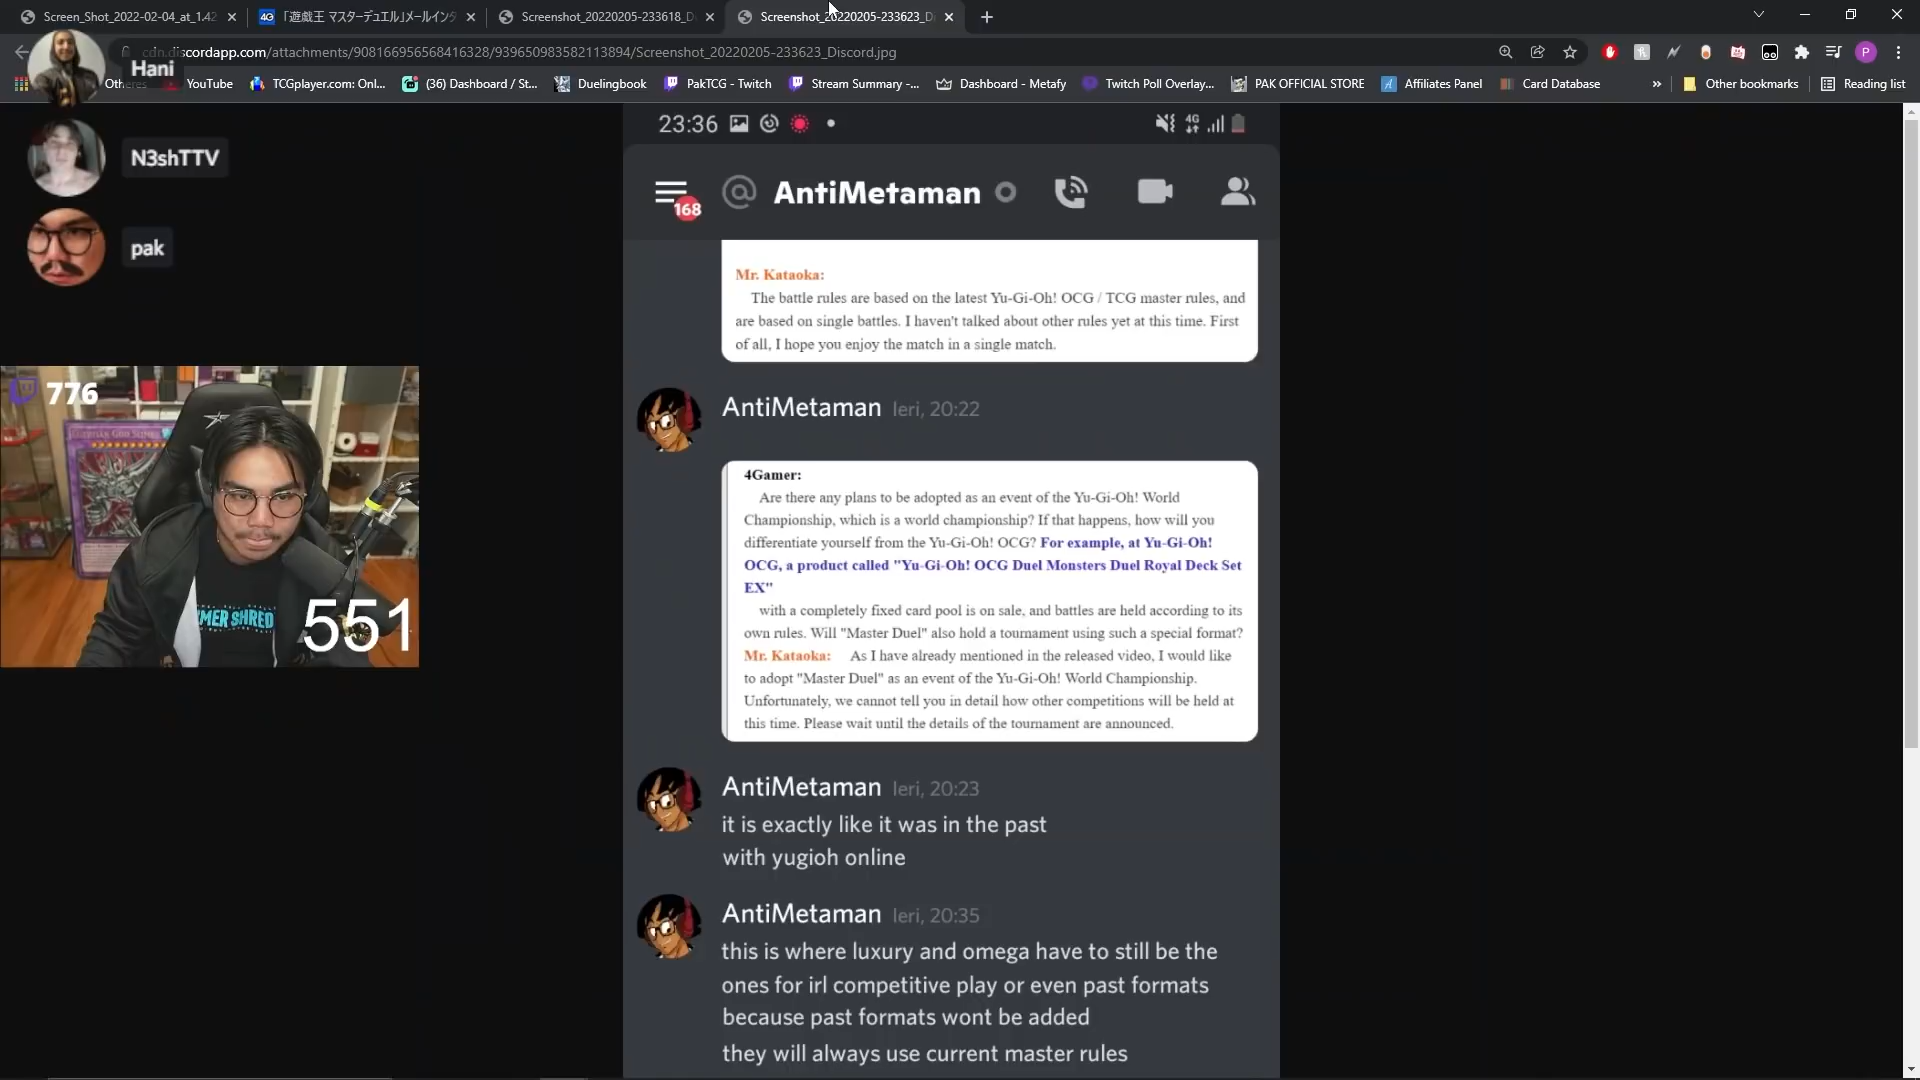 Screen_Shot_2022-02-04_at_1.42
「遊戯王 マスターデュエル」メールイン
Screenshot_20220205-233618_D
Screenshot_20220205-233623_D
cdn.discordapp.com/attachments/908166956568416328/939650983582113894/Screenshot_20220205-233623_Discord.jpg
YouTube
TCGplayer.com: Onl...
(36) Dashboard / St...
Duelingbook
PakTCG - Twitch
Stream Summary -...
Dashboard - Metafy
Twitch Poll Overlay...
PAK OFFICIAL STORE
Affiliates Panel
Card Database
»
Other bookmarks
Reading list
Hani
N3shTTV
pak
776
551
23:36
4G
168
@ AntiMetaman
Mr. Kataoka:
The battle rules are based on the latest Yu-Gi-Oh! OCG / TCG master rules, and
are based on single battles. I haven't talked about other rules yet at this time. First
of all, I hope you enjoy the match in a single match.
AntiMetaman Ieri, 20:22
4Gamer:
Are there any plans to be adopted as an event of the Yu-Gi-Oh! World
Championship, which is a world championship? If that happens, how will you
differentiate yourself from the Yu-Gi-Oh! OCG? For example, at Yu-Gi-Oh!
OCG, a product called "Yu-Gi-Oh! OCG Duel Monsters Duel Royal Deck Set
EX"
with a completely fixed card pool is on sale, and battles are held according to its
own rules. Will "Master Duel" also hold a tournament using such a special format?
Mr. Kataoka: As I have already mentioned in the released video, I would like
to adopt "Master Duel" as an event of the Yu-Gi-Oh! World Championship.
Unfortunately, we cannot tell you in detail how other competitions will be held at
this time. Please wait until the details of the tournament are announced.
AntiMetaman Ieri, 20:23
it is exactly like it was in the past
with yugioh online
AntiMetaman Ieri, 20:35
this is where luxury and omega have to still be the
ones for irl competitive play or even past formats
because past formats wont be added
they will always use current master rules